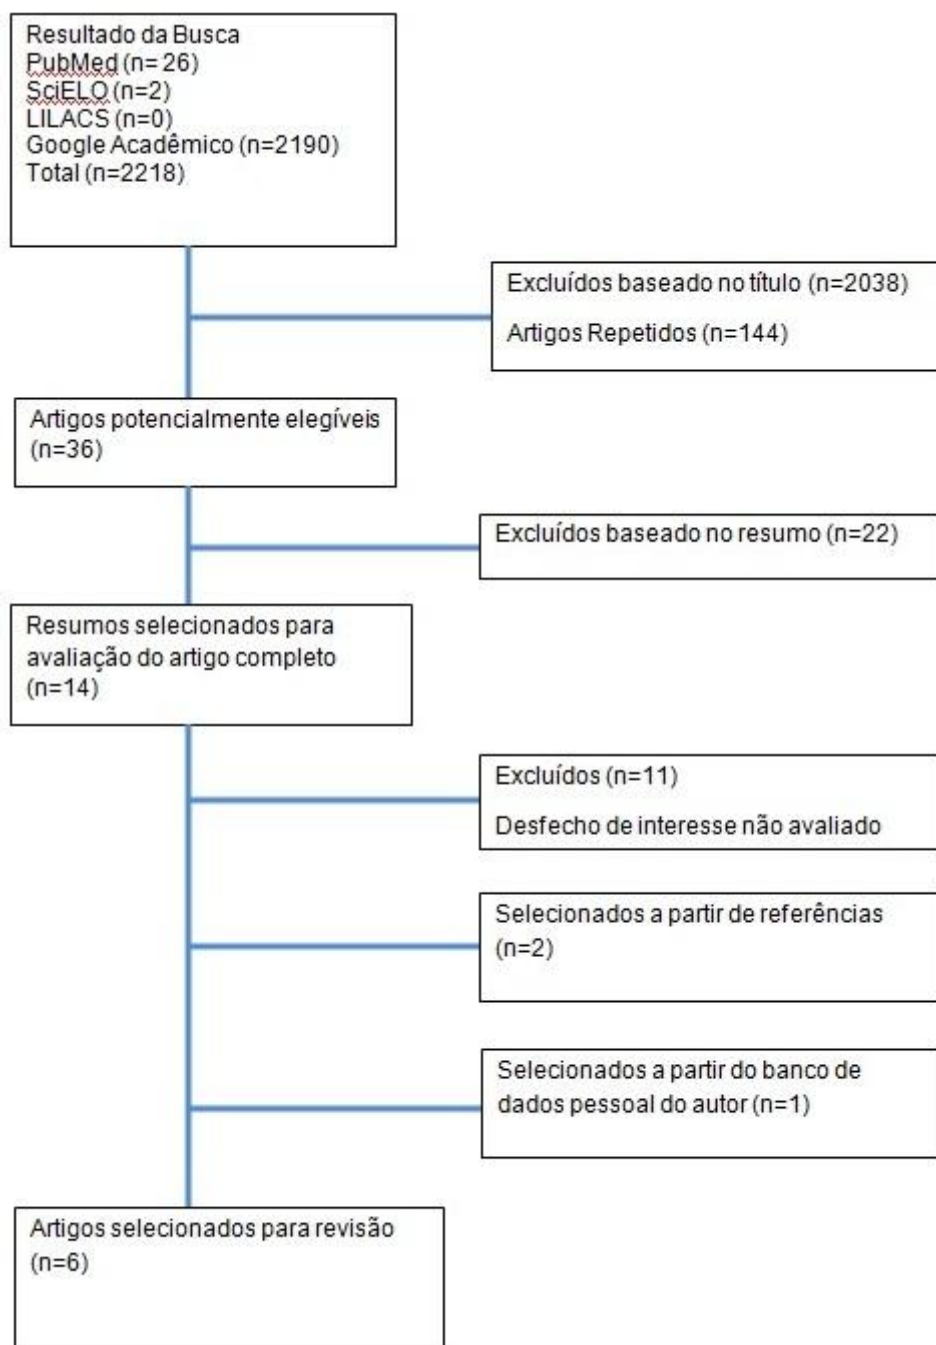 Resultado da Busca
PubMed (n= 26)
SciELO (n=2)
LILACS (n=0)
Google Acadêmico (n=2190)
Total (n=2218)
Excluídos baseado no título (n=2038)
Artigos Repetidos (n=144)
Artigos potencialmente elegíveis
(n=36)
Excluídos baseado no resumo (n=22)
Resumos selecionados para
avaliação do artigo completo
(n=14)
Excluídos (n=11)
Desfecho de interesse não avaliado
Selecionados a partir de referências
(n=2)
Selecionados a partir do banco de
dados pessoal do autor (n=1)
Artigos selecionados para revisão
(n=6)